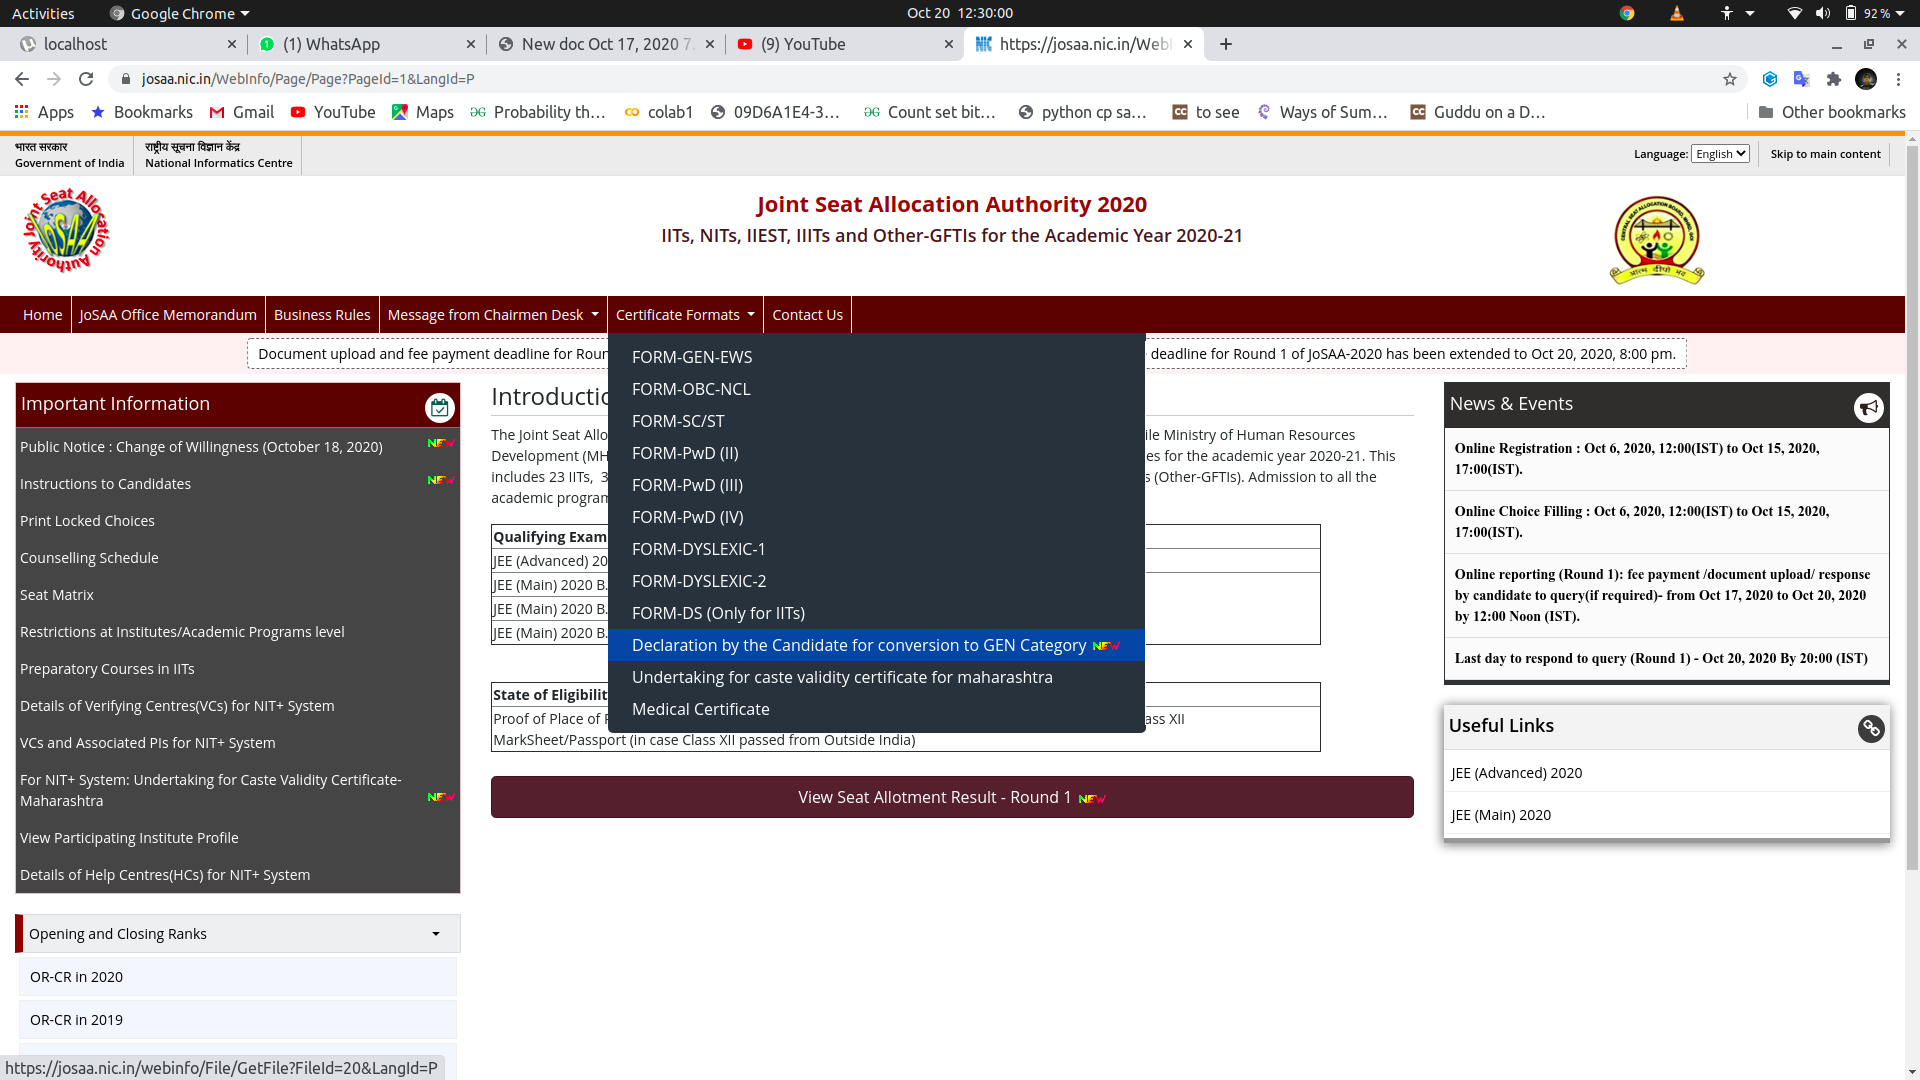 Activities
Google Chrome
Oct 20 12:30:00
92 %
localhost
(1) WhatsApp
New doc Oct 17, 2020 7.
(9) YouTube
https://josaa.nic.in/Web
josaa.nic.in/WebInfo/Page/Page?PageId=1&LangId=P
Apps
Bookmarks
Gmail
YouTube
Maps
Probability th...
colab1
09D6A1E4-3...
Count set bit...
python cp sa...
to see
Ways of Sum...
Guddu on a D...
Other bookmarks
भारत सरकार
Government of India
राष्ट्रीय सूचना विज्ञान केंद्र
National Informatics Centre
Language: English
Skip to main content
Joint Seat Allocation Authority
Joint Seat Allocation Authority 2020
IITs, NITs, IIEST, IIITs and Other-GFTIs for the Academic Year 2020-21
Home
JoSAA Office Memorandum
Business Rules
Message from Chairmen Desk
Certificate Formats
Contact Us
Document upload and fee payment deadline for Roun
deadline for Round 1 of JoSAA-2020 has been extended to Oct 20, 2020, 8:00 pm.
FORM-GEN-EWS
FORM-OBC-NCL
FORM-SC/ST
FORM-PwD (II)
FORM-PwD (III)
FORM-PwD (IV)
FORM-DYSLEXIC-1
FORM-DYSLEXIC-2
FORM-DS (Only for IITs)
Declaration by the Candidate for conversion to GEN Category NEW
Undertaking for caste validity certificate for maharashtra
Medical Certificate
Important Information
Public Notice : Change of Willingness (October 18, 2020) NEW
Instructions to Candidates NEW
Print Locked Choices
Counselling Schedule
Seat Matrix
Restrictions at Institutes/Academic Programs level
Preparatory Courses in IITs
Details of Verifying Centres(VCs) for NIT+ System
VCs and Associated PIs for NIT+ System
For NIT+ System: Undertaking for Caste Validity Certificate-
Maharashtra NEW
View Participating Institute Profile
Details of Help Centres(HCs) for NIT+ System
Opening and Closing Ranks
OR-CR in 2020
OR-CR in 2019
Introductio
The Joint Seat Allo
ile Ministry of Human Resources
Development (MH
es for the academic year 2020-21. This
includes 23 IITs, 3
s (Other-GFTIs). Admission to all the
academic program
Qualifying Exam
JEE (Advanced) 20
JEE (Main) 2020 B.
JEE (Main) 2020 B.
JEE (Main) 2020 B.
State of Eligibilit
Proof of Place of
ass XII
MarkSheet/Passport (in case Class XII passed from Outside India)
View Seat Allotment Result - Round 1 NEW
News & Events
Online Registration : Oct 6, 2020, 12:00(IST) to Oct 15, 2020,
17:00(IST).
Online Choice Filling : Oct 6, 2020, 12:00(IST) to Oct 15, 2020,
17:00(IST).
Online reporting (Round 1): fee payment /document upload/ response
by candidate to query(if required)- from Oct 17, 2020 to Oct 20, 2020
by 12:00 Noon (IST).
Last day to respond to query (Round 1) - Oct 20, 2020 By 20:00 (IST)
Useful Links
JEE (Advanced) 2020
JEE (Main) 2020
https://josaa.nic.in/webinfo/File/GetFile?FileId=20&LangId=P